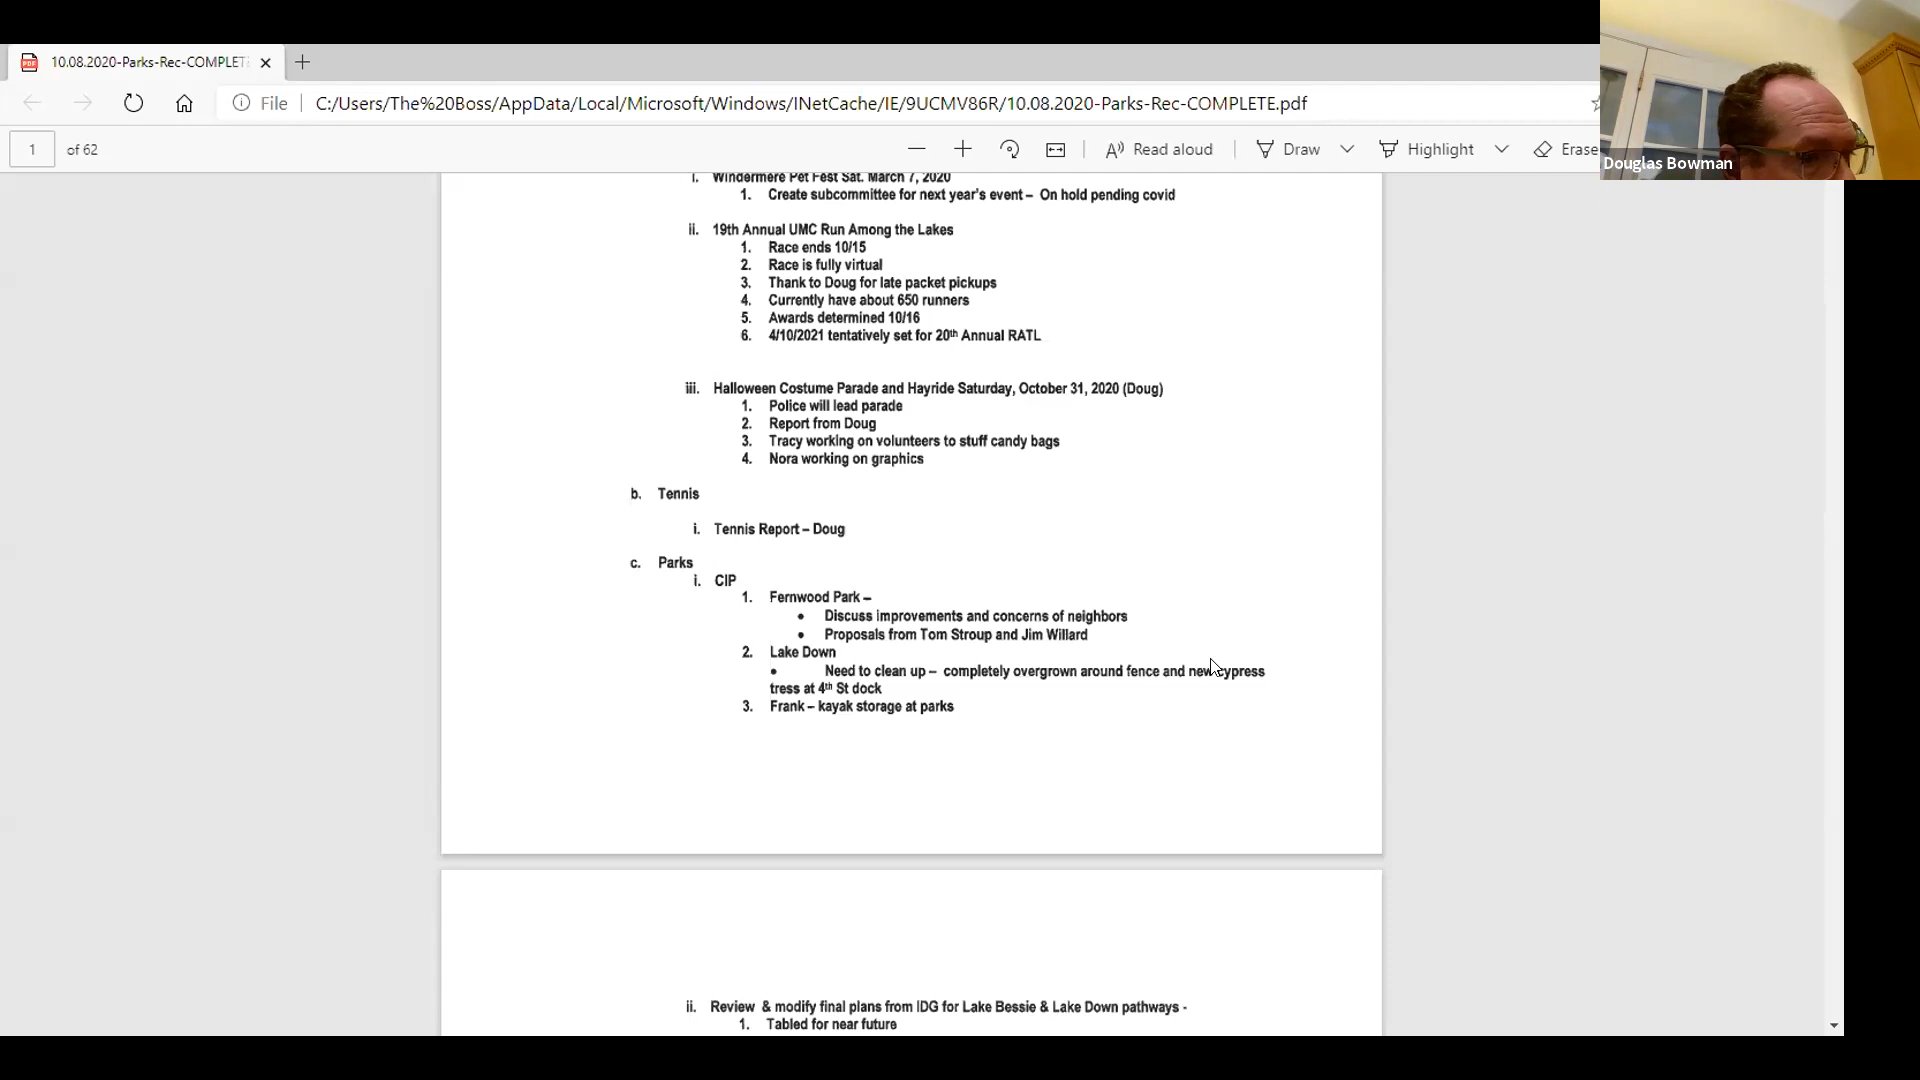 10.08.2020-Parks-Rec-COMPLETE
File
C:/Users/The%20Boss/AppData/Local/Microsoft/Windows/INetCache/IE/9UCMV86R/10.08.2020-Parks-Rec-COMPLETE.pdf
1 of 62
Read aloud
Draw
Highlight
Erase
Douglas Bowman
i. Windermere Pet Fest Sat. March 7, 2020
1. Create subcommittee for next year's event – On hold pending covid
ii. 19th Annual UMC Run Among the Lakes
1. Race ends 10/15
2. Race is fully virtual
3. Thank to Doug for late packet pickups
4. Currently have about 650 runners
5. Awards determined 10/16
6. 4/10/2021 tentatively set for 20th Annual RATL
iii. Halloween Costume Parade and Hayride Saturday, October 31, 2020 (Doug)
1. Police will lead parade
2. Report from Doug
3. Tracy working on volunteers to stuff candy bags
4. Nora working on graphics
b. Tennis
i. Tennis Report – Doug
c. Parks
i. CIP
1. Fernwood Park –
• Discuss improvements and concerns of neighbors
• Proposals from Tom Stroup and Jim Willard
2. Lake Down
• Need to clean up – completely overgrown around fence and new cypress
tress at 4th St dock
3. Frank – kayak storage at parks
ii. Review & modify final plans from IDG for Lake Bessie & Lake Down pathways -
1. Tabled for near future